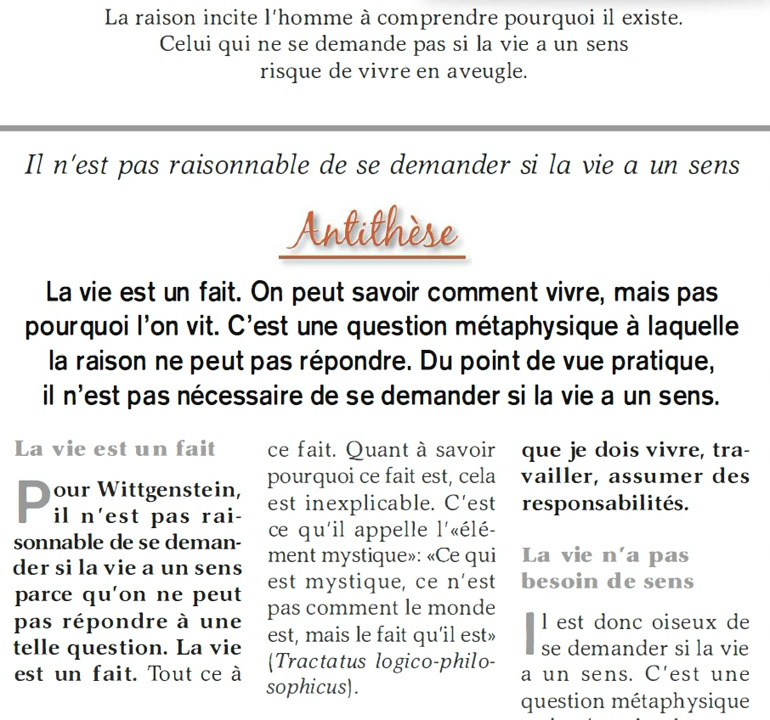 La raison incite l'homme à comprendre pourquoi il existe.
Celui qui ne se demande pas si la vie a un sens
risque de vivre en aveugle.
Il n'est pas raisonnable de se demander si la vie a un sens
Antithèse
La vie est un fait. On peut savoir comment vivre, mais pas
pourquoi l'on vit. C'est une question métaphysique à laquelle
la raison ne peut pas répondre. Du point de vue pratique,
il n'est pas nécessaire de se demander si la vie a un sens.
La vie est un fait
Pour Wittgenstein,
il n'est pas rai-
sonnable de se deman-
der si la vie a un sens
parce qu'on ne peut
pas répondre à une
telle question. La vie
est un fait. Tout ce à
ce fait. Quant à savoir
pourquoi ce fait est, cela
est inexplicable. C'est
ce qu'il appelle l'«élé-
ment mystique»: «Ce qui
est mystique, ce n'est
pas comment le monde
est, mais le fait qu'il est»
(Tractatus logico-philo-
sophicus).
que je dois vivre, tra-
vailler, assumer des
responsabilités.
La vie n'a pas
besoin de sens
Il est donc oiseux de
se demander si la vie
a un sens. C'est une
question métaphysique